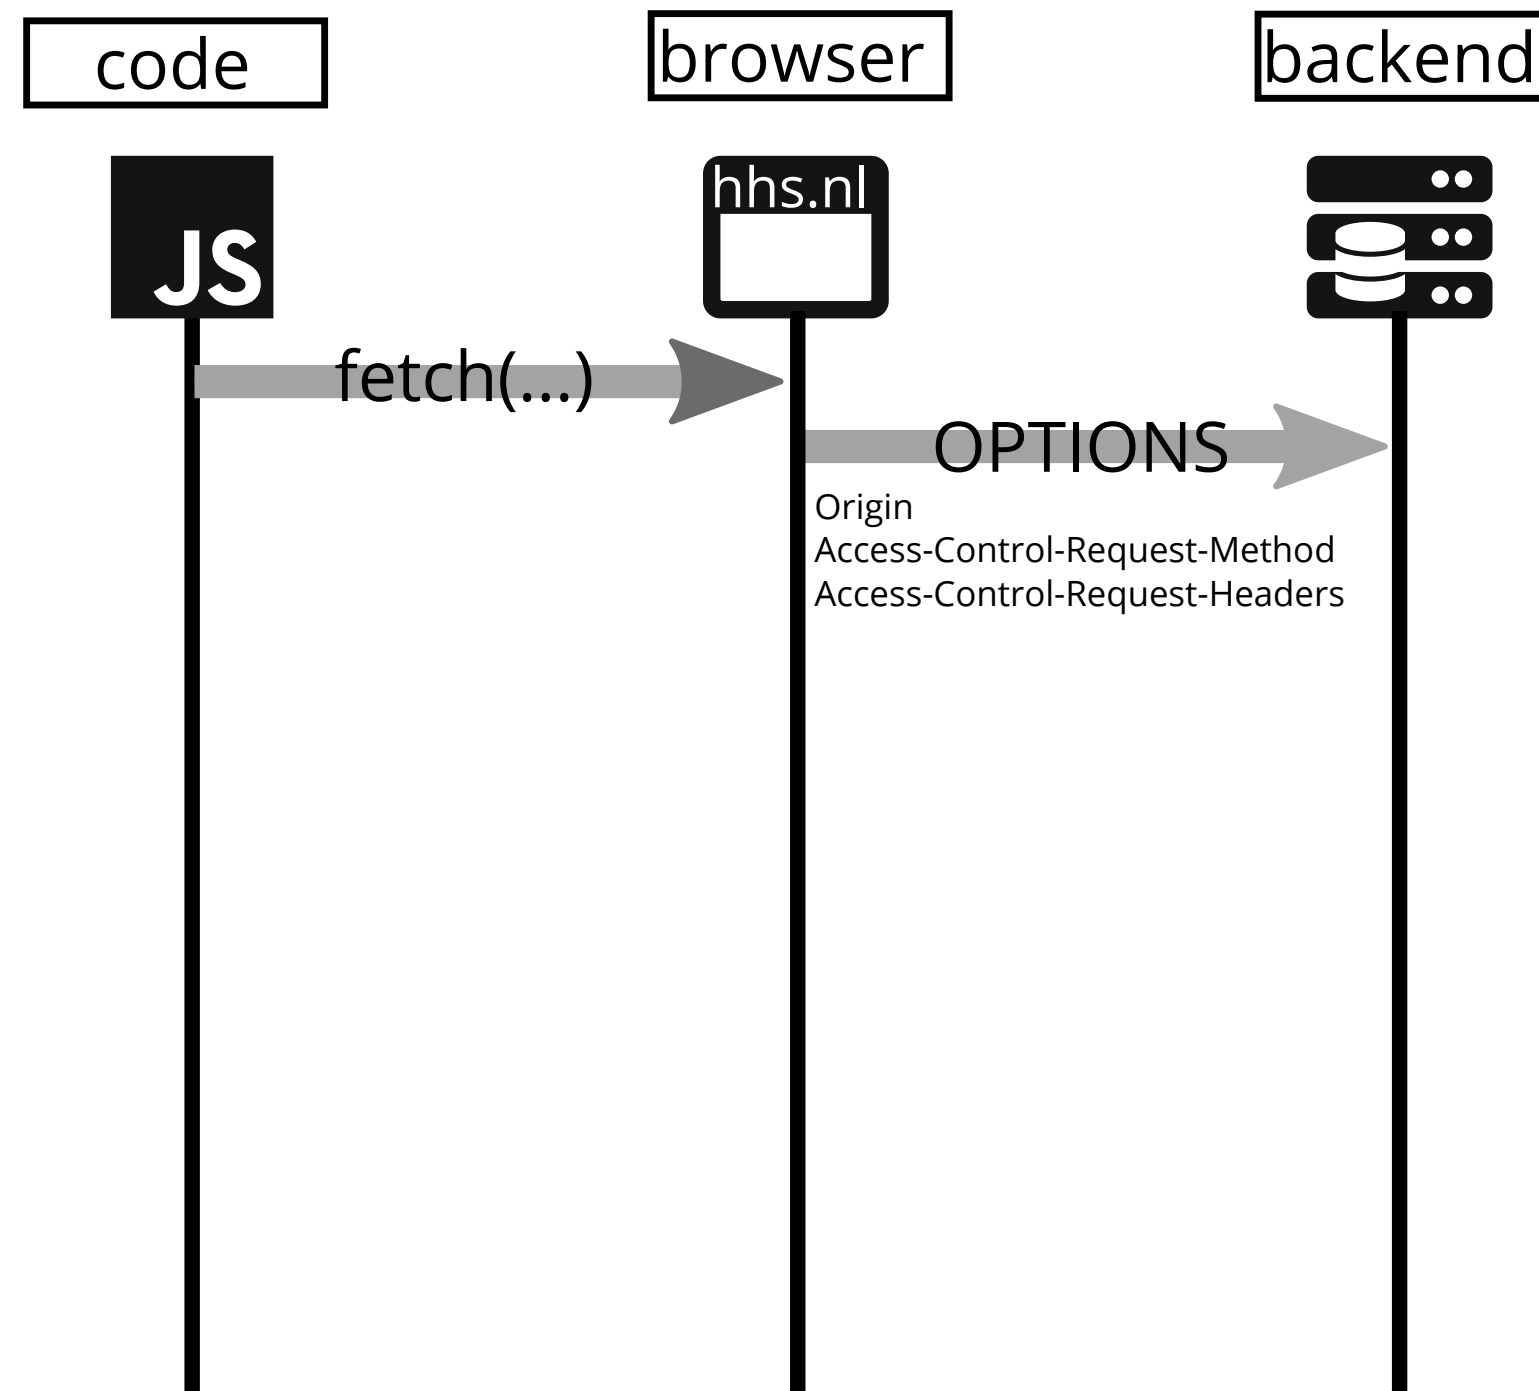 code
browser
backend
JS
hhs.nl
fetch(...)
OPTIONS
Origin
Access-Control-Request-Method
Access-Control-Request-Headers